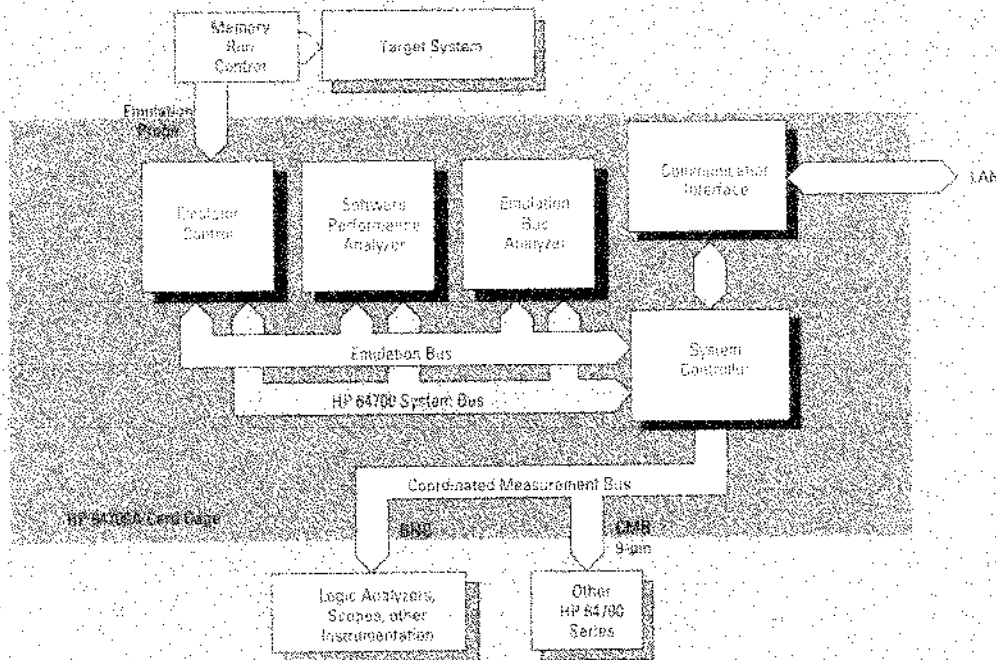 Memory
Run
Control
Target System
Emulation
Probe
Emulator
Control
Software
Performance
Analyzer
Emulation
Bus
Analyzer
Communication
Interface
LAN
Emulation Bus
System
Controller
HP 64700 System Bus
Coordinated Measurement Bus
HP 64700A Card Cage
BNC
CMB
9-pin
Logic Analyzers,
Scopes, other
Instrumentation
Other
HP 64700
Series